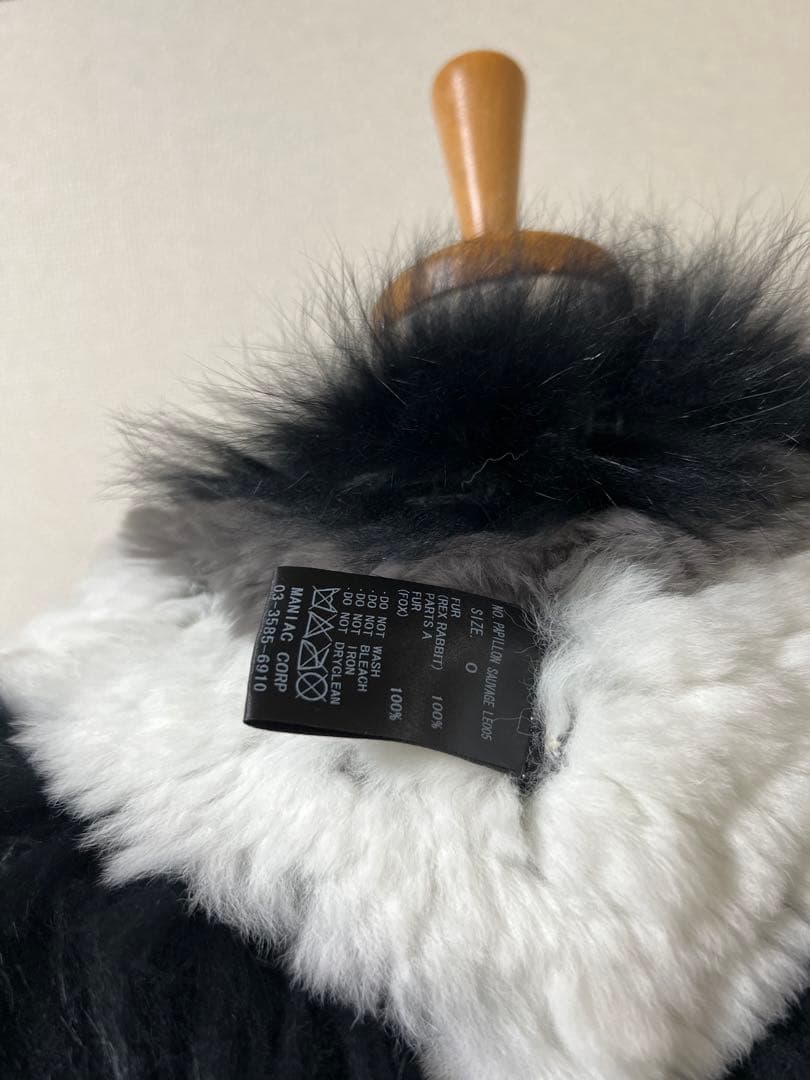 NO. PAPILLON SAUVAGE LE005
SIZE. 0
FUR
(REX RABBIT) 100%
PARTS A
FUR
(FOX) 100%
・DO NOT WASH
・DO NOT BLEACH
・DO NOT IRON
・DO NOT DRYCLEAN
MANIAC CORP
03-3585-6910